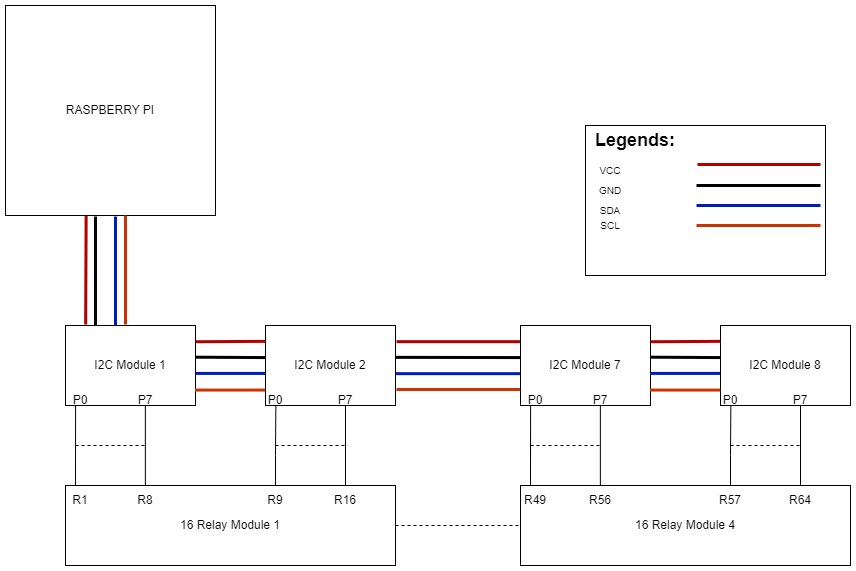 RASPBERRY PI
Legends:
VCC
GND
SDA
SCL
I2C Module 1
I2C Module 2
I2C Module 7
I2C Module 8
P0 P7 P0 P7 P0 P7 P0 P7
R1 R8 R9 R16 R49 R56 R57 R64
16 Relay Module 1
16 Relay Module 4